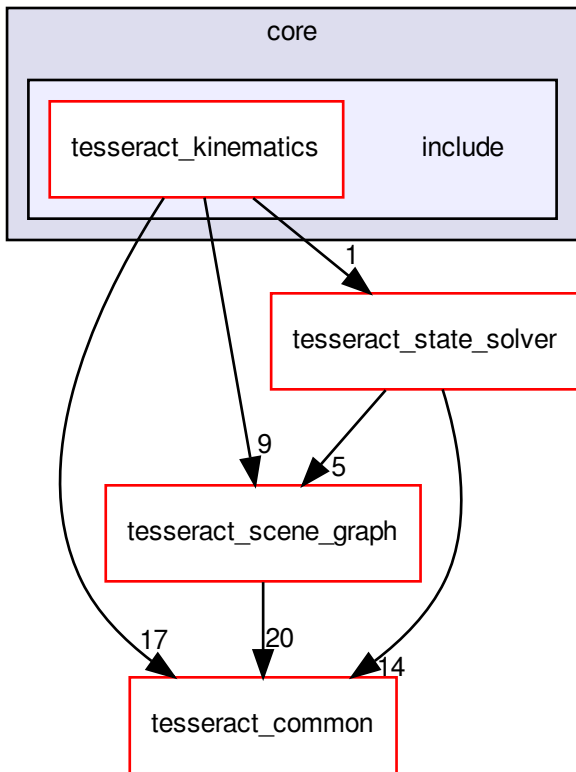 core
tesseract_kinematics
include
1
tesseract_state_solver
9
5
tesseract_scene_graph
17
20
14
tesseract_common